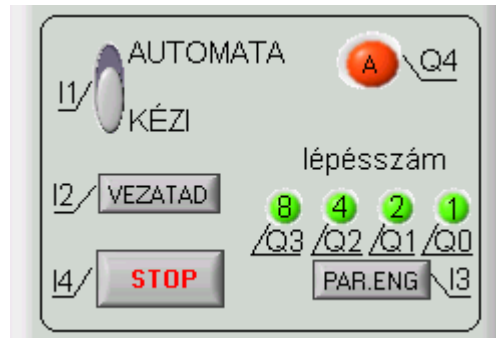 AUTOMATA
I1/
KÉZI
A
Q4
I2/
VEZATAD
lépésszám
8 4 2 1
/Q3 /Q2 /Q1 /Q0
I4/
STOP
PAR.ENG
I3